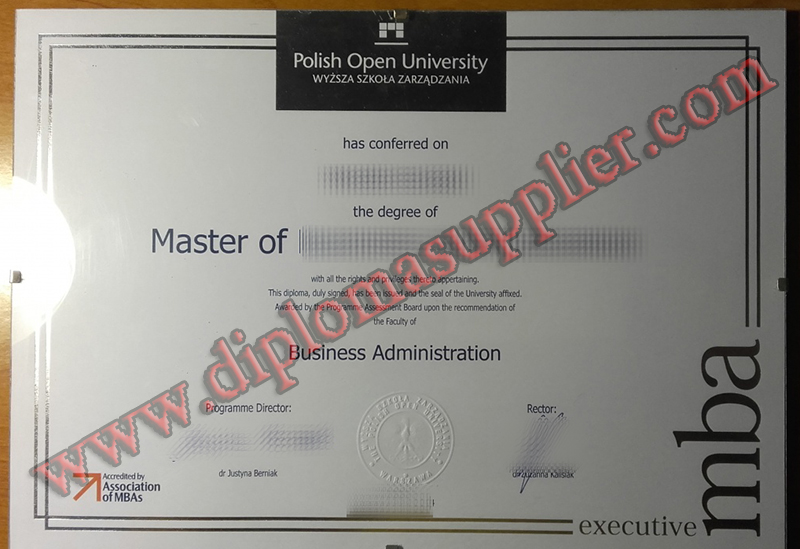 Polish Open University
WYŻSZA SZKOŁA ZARZĄDZANIA
has conferred on
the degree of
Master of
with all the rights and privileges thereto appertaining.
This diploma, duly signed, has been issued and the seal of the University affixed.
Awarded by the Programme Assessment Board upon the recommendation of
the Faculty of
Business Administration
Programme Director:
Rector:
dr Justyna Berniak
Accredited by
Association
of MBAs
WARSZAWA
executive
mba
www.diplomasupplier.com